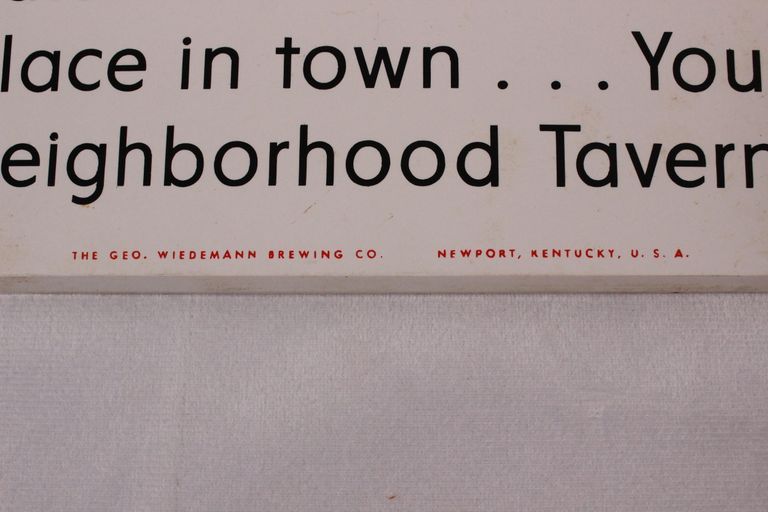 lace in town . . . You
eighborhood Tavern
THE GEO. WIEDEMANN BREWING CO. NEWPORT, KENTUCKY, U. S. A.